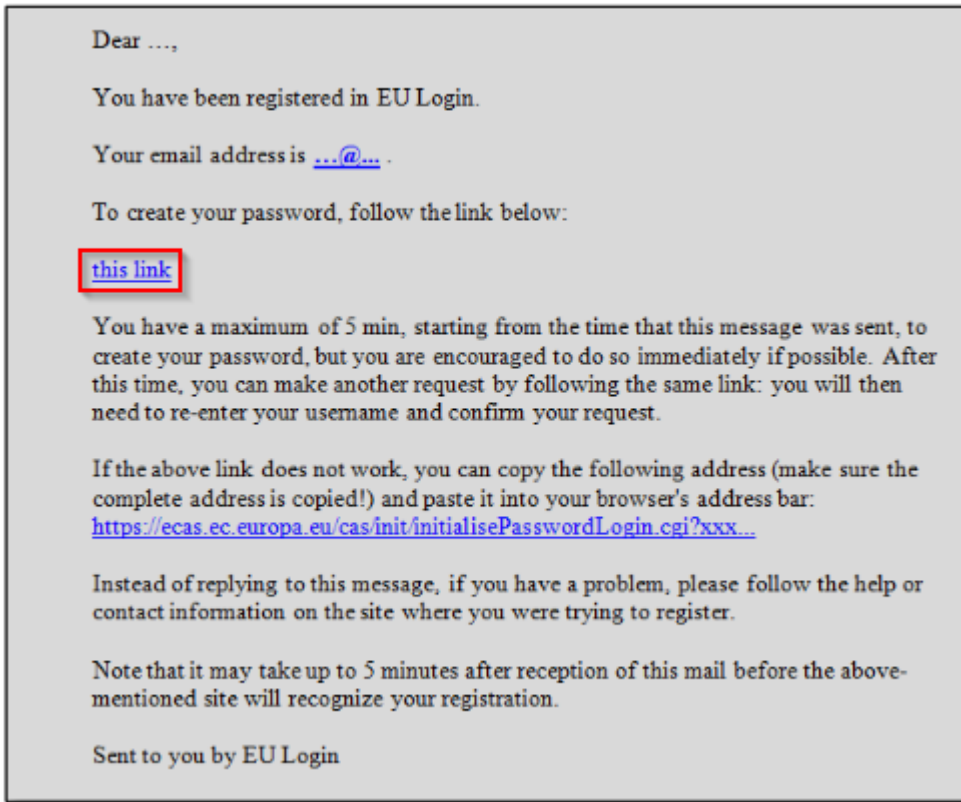 Dear …,
You have been registered in EU Login.
Your email address is …@... .
To create your password, follow the link below:
this link
You have a maximum of 5 min, starting from the time that this message was sent, to
create your password, but you are encouraged to do so immediately if possible. After
this time, you can make another request by following the same link: you will then
need to re-enter your username and confirm your request.
If the above link does not work, you can copy the following address (make sure the
complete address is copied!) and paste it into your browser's address bar:
https://ecas.ec.europa.eu/cas/init/initialisePasswordLogin.cgi?xxx...
Instead of replying to this message, if you have a problem, please follow the help or
contact information on the site where you were trying to register.
Note that it may take up to 5 minutes after reception of this mail before the above-
mentioned site will recognize your registration.
Sent to you by EU Login